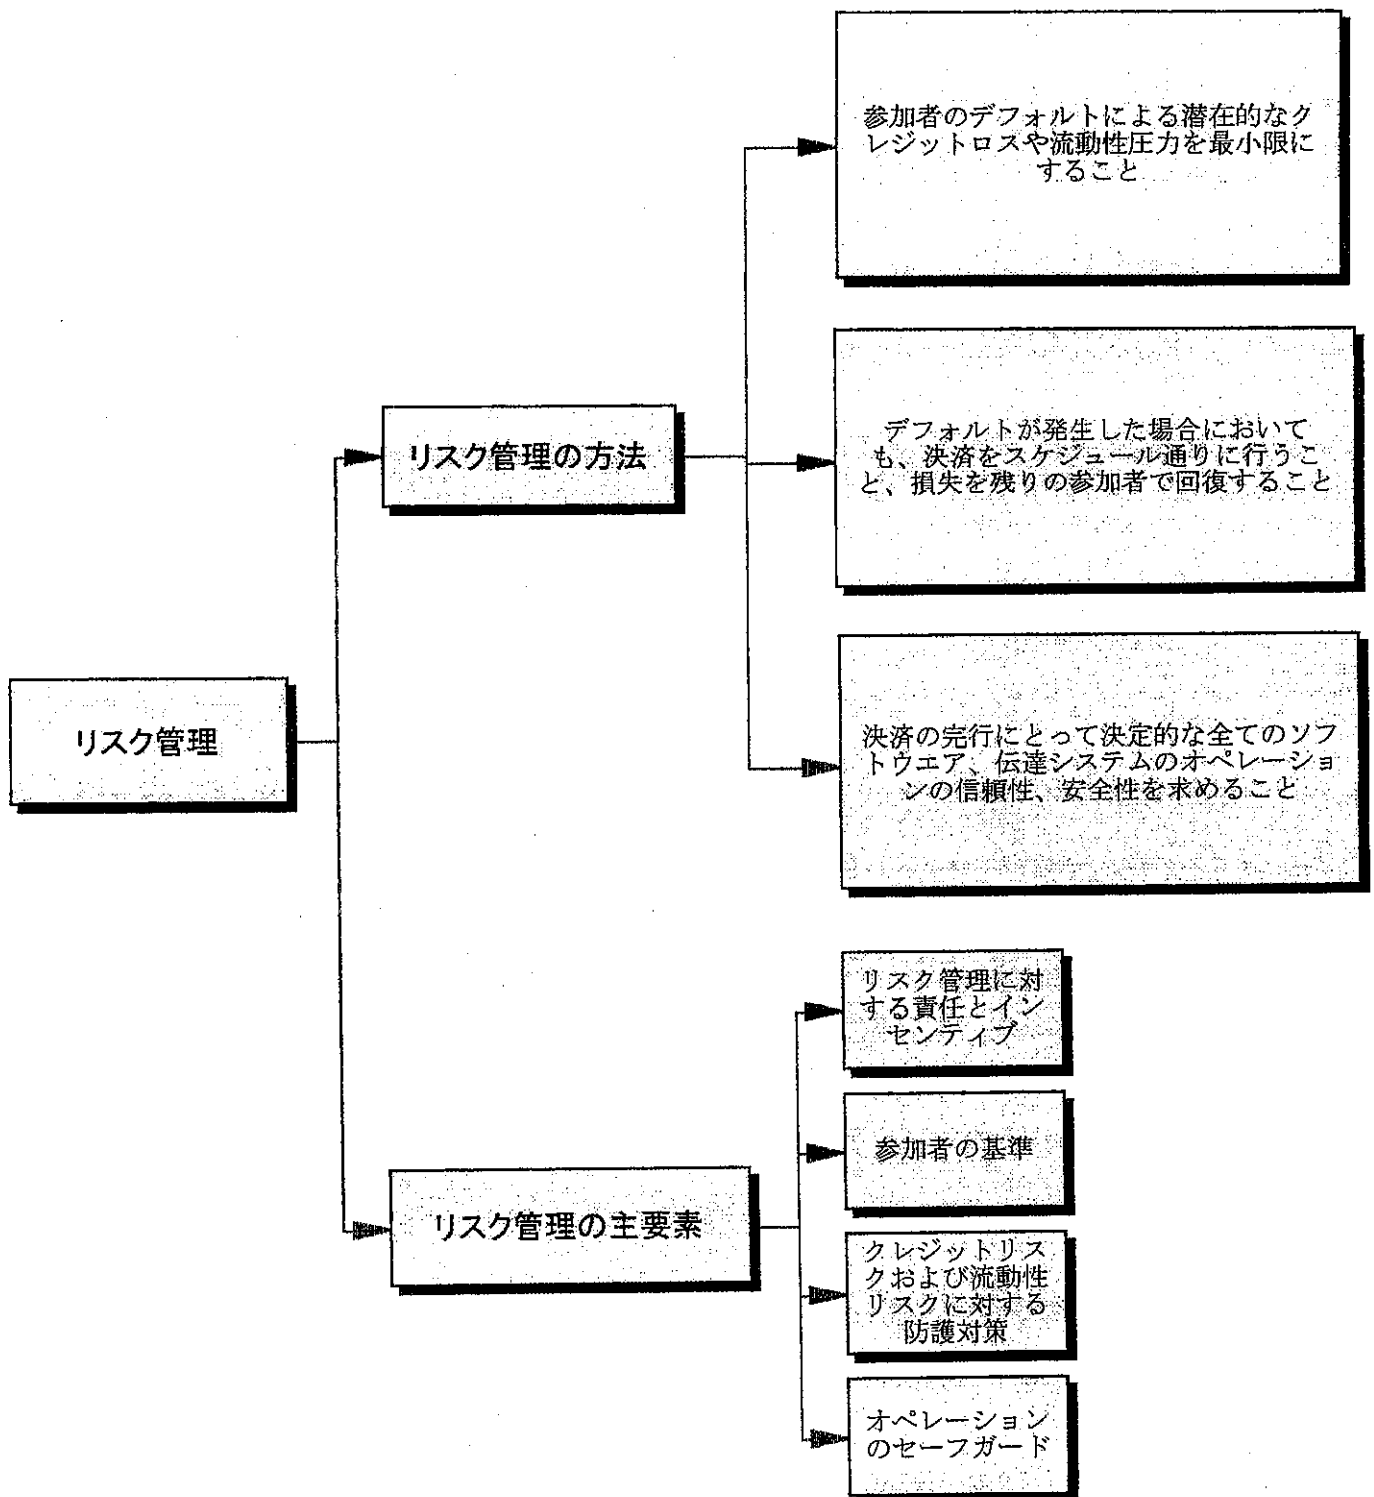 参加者のデフォルトによる潜在的なク
レジットロスや流動性圧力を最小限に
すること
リスク管理の方法
デフォルトが発生した場合において
も、決済をスケジュール通りに行うこ
と、損失を残りの参加者で回復すること
リスク管理
決済の完行にとって決定的な全てのソフ
トウエア、伝達システムのオペレーショ
ンの信頼性、安全性を求めること
リスク管理に対
する責任とイン
センティブ
参加者の基準
リスク管理の主要素
クレジットリス
クおよび流動性
リスクに対する
防護対策
オペレーション
のセーフガード